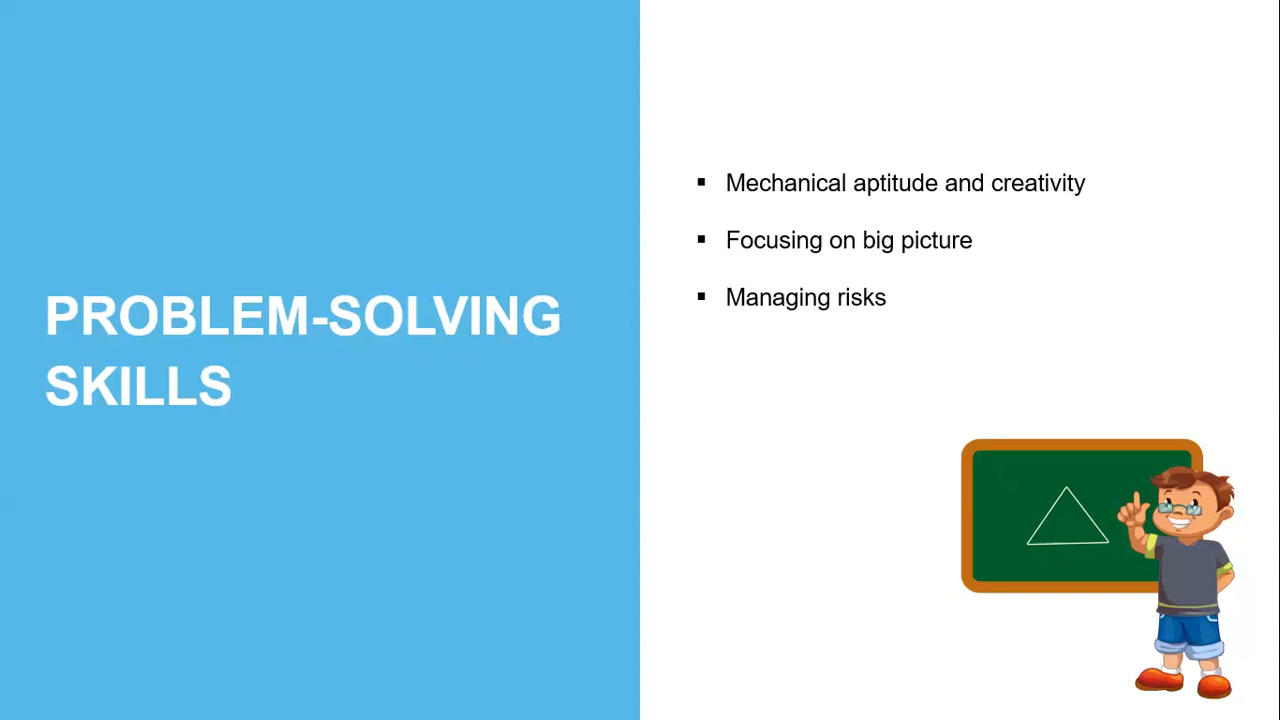 PROBLEM-SOLVING
SKILLS
▪ Mechanical aptitude and creativity
▪ Focusing on big picture
▪ Managing risks